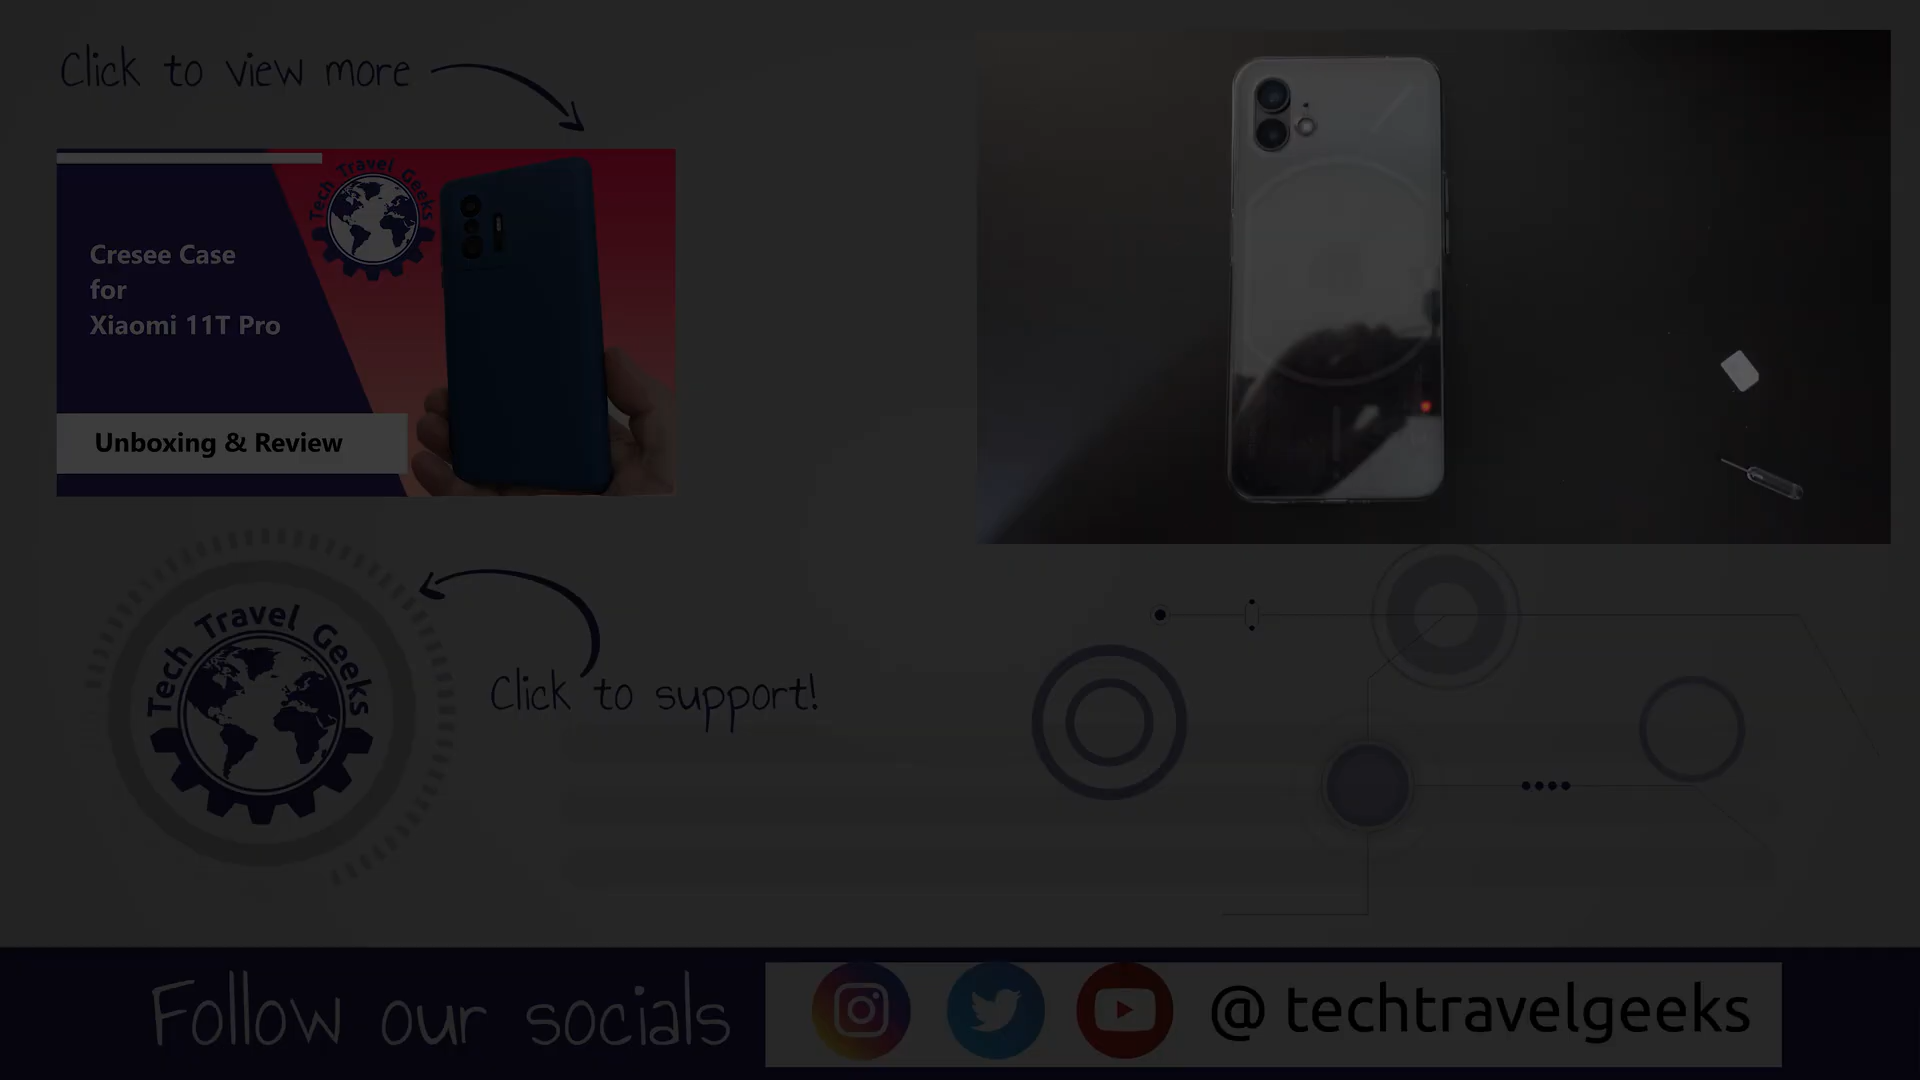 Click to view more
Tech Travel Geeks
Cresee Case
for
Xiaomi 11T Pro
Unboxing & Review
Tech Travel Geeks
Click to support!
Follow our socials
@techtravelgeeks